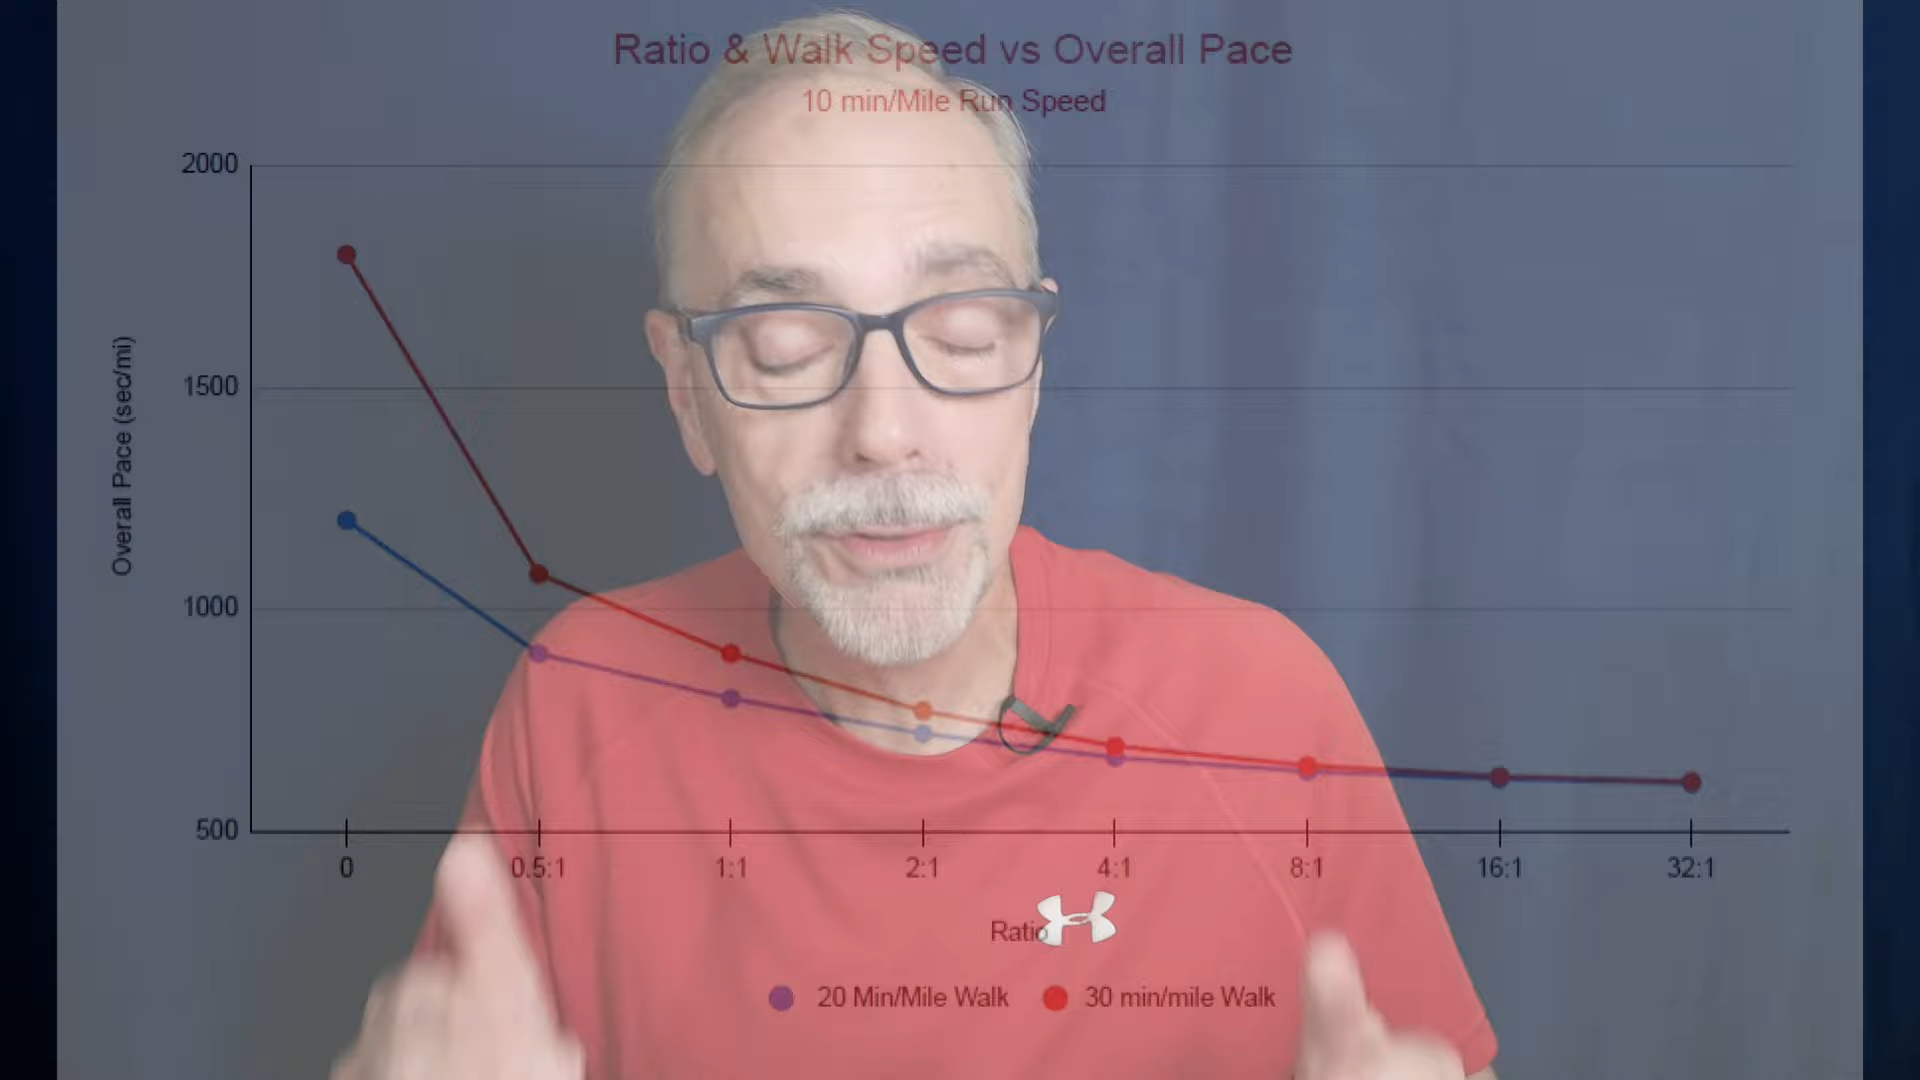 Ratio & Walk Speed vs Overall Pace
10 min/Mile Run Speed
2000
1500
1000
500
Overall Pace (sec/mi)
0 0.5:1 1:1 2:1 4:1 8:1 16:1 32:1
Ratio
20 Min/Mile Walk 30 min/mile Walk